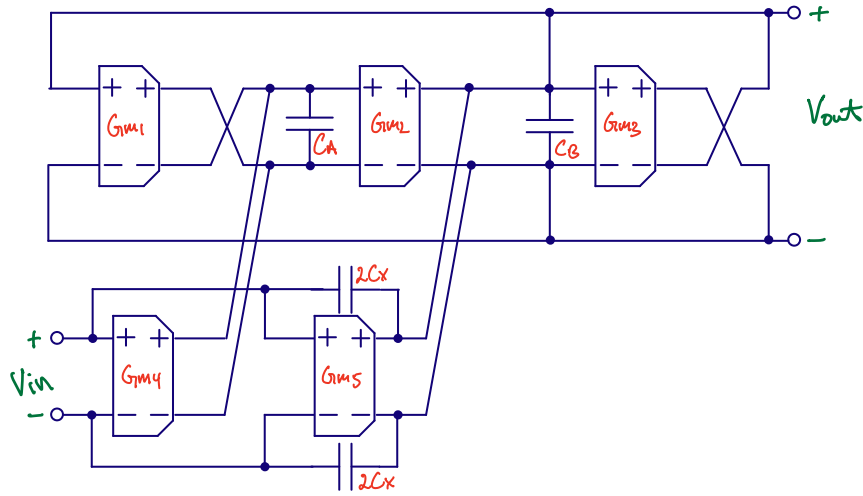 +
+ +
+ +
+ +
Vout
Gm1
Gm2
Gm3
CA
CB
− −
− −
− −
−
2Cx
+
+ +
+ +
Vin
Gm4
Gm5
−
− −
− −
2Cx